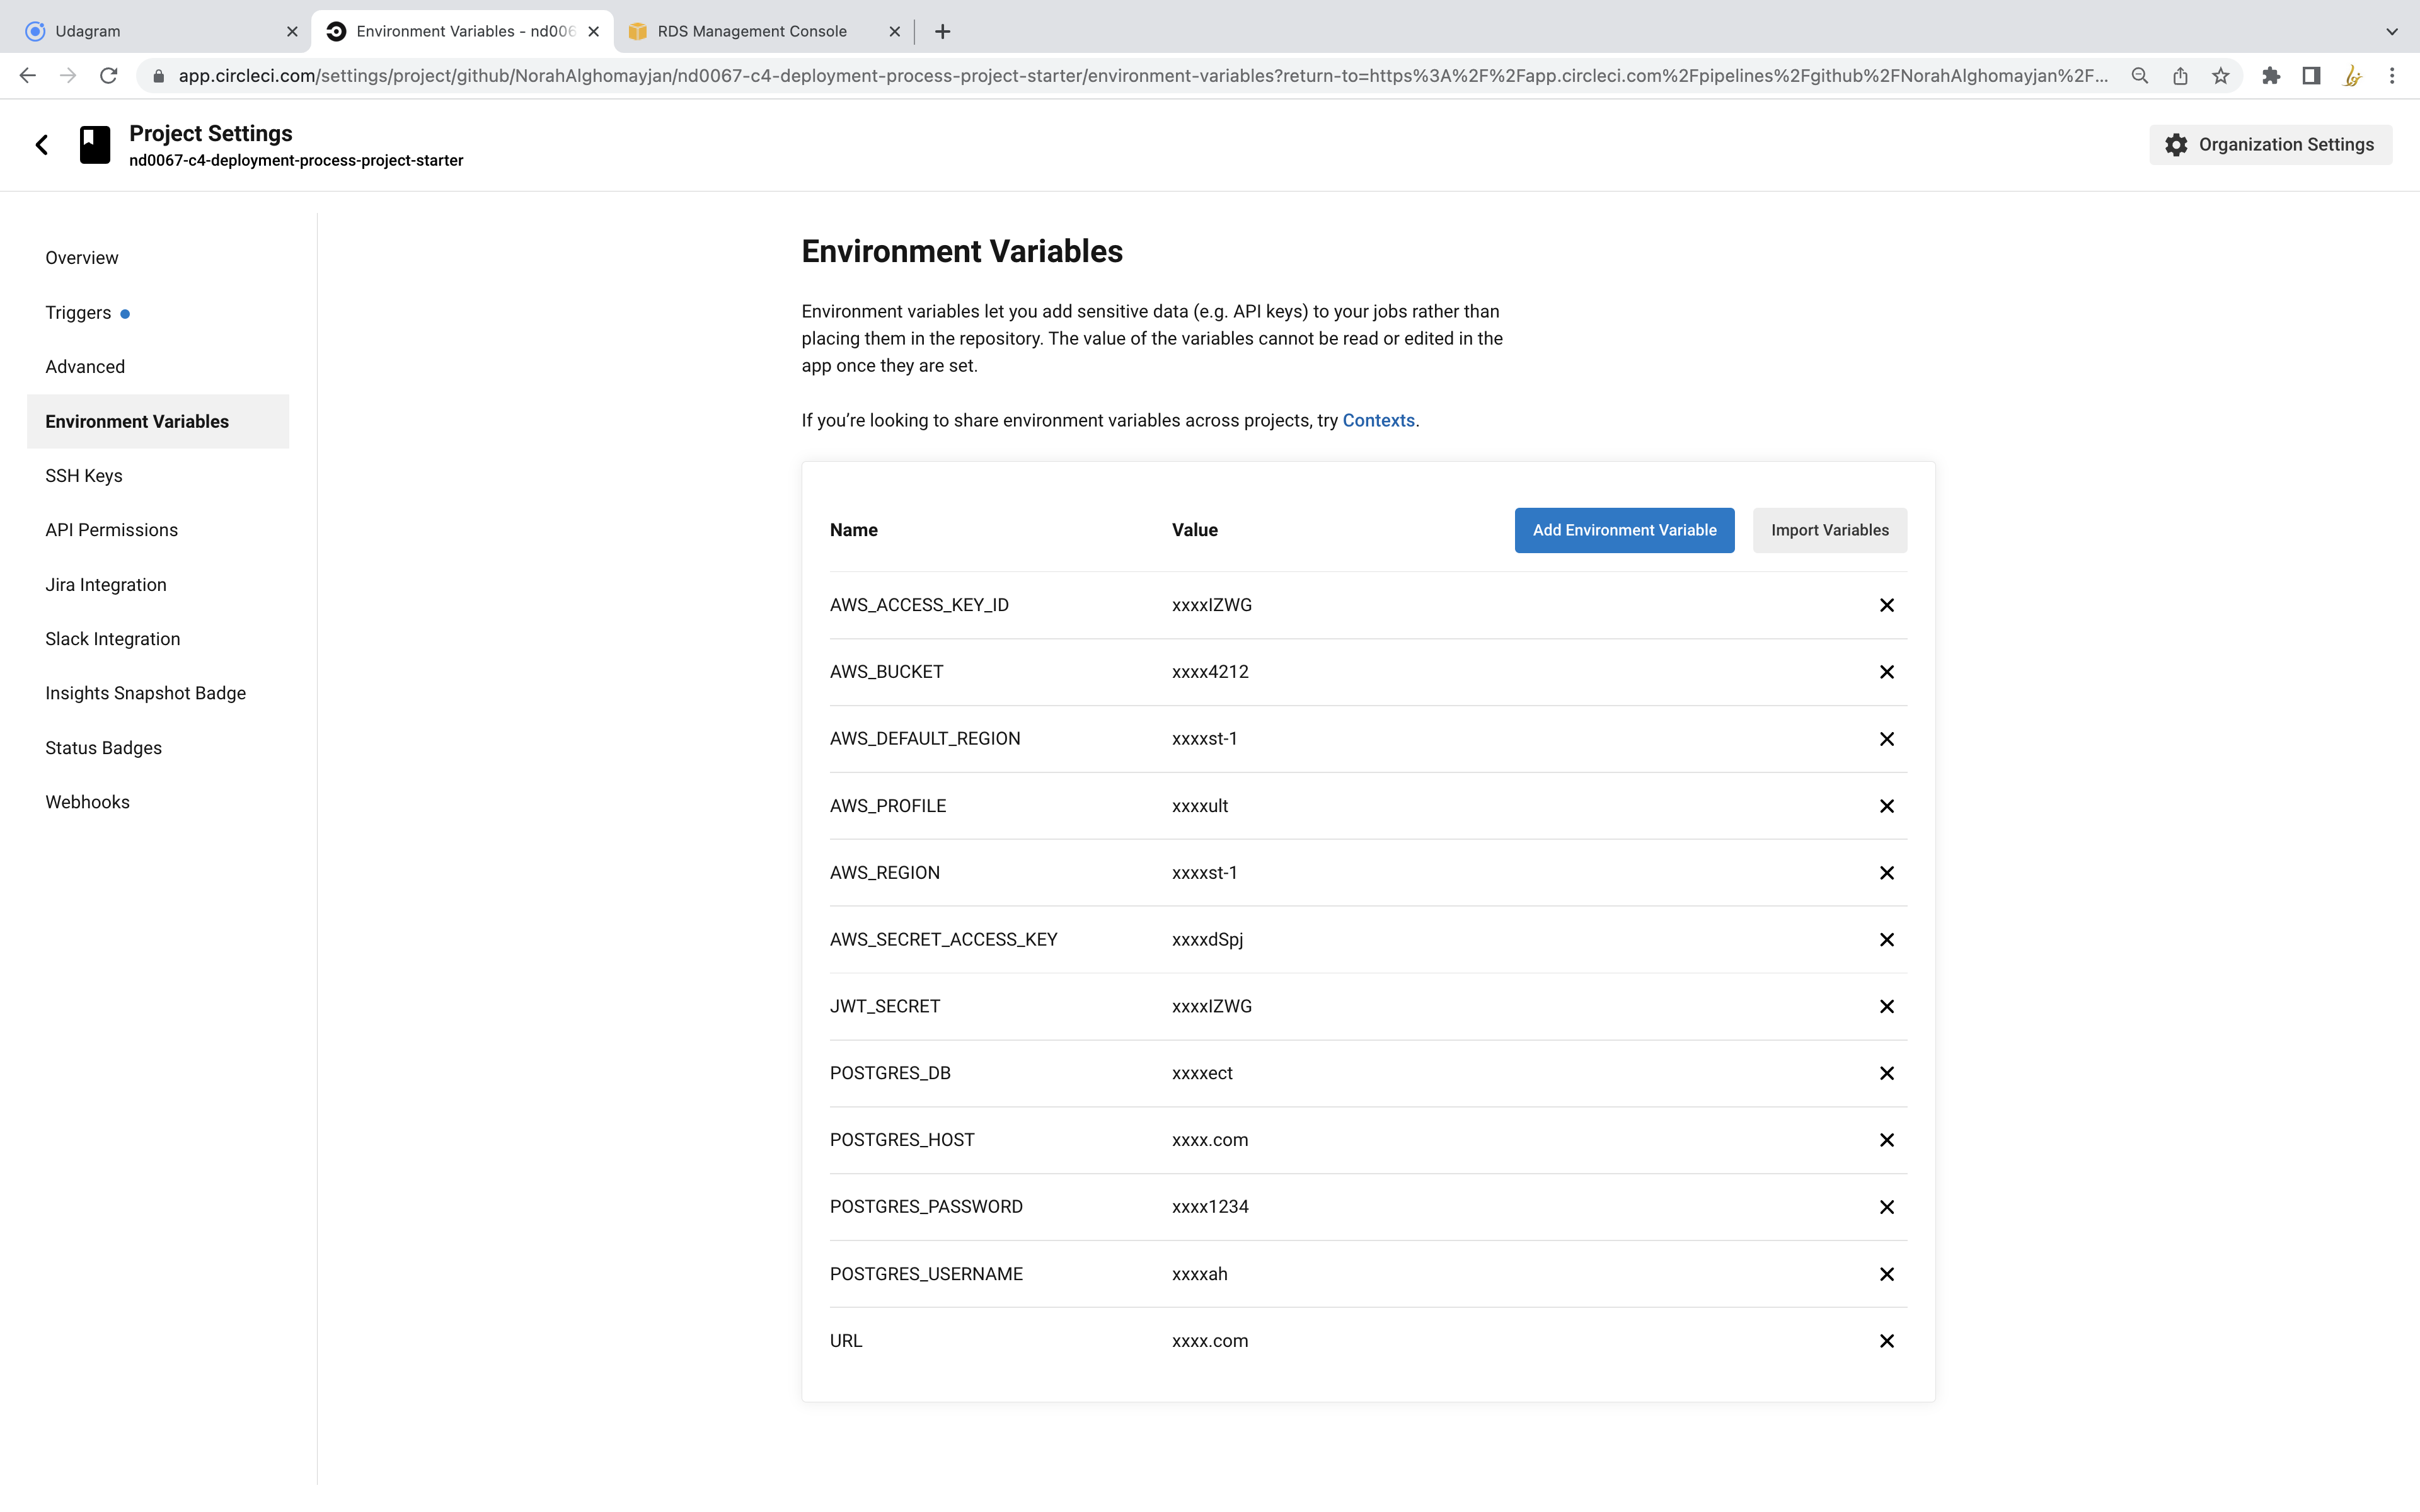 Udagram
Environment Variables - nd006
RDS Management Console
app.circleci.com/settings/project/github/NorahAlghomayjan/nd0067-c4-deployment-process-project-starter/environment-variables?return-to=https%3A%2F%2Fapp.circleci.com%2Fpipelines%2Fgithub%2FNorahAlghomayjan%2F...
Project Settings
nd0067-c4-deployment-process-project-starter
Organization Settings
Overview
Triggers
Advanced
Environment Variables
SSH Keys
API Permissions
Jira Integration
Slack Integration
Insights Snapshot Badge
Status Badges
Webhooks
Environment Variables
Environment variables let you add sensitive data (e.g. API keys) to your jobs rather than
placing them in the repository. The value of the variables cannot be read or edited in the
app once they are set.
If you’re looking to share environment variables across projects, try Contexts.
Name Value Add Environment Variable Import Variables
AWS_ACCESS_KEY_ID xxxxIZWG
AWS_BUCKET xxxx4212
AWS_DEFAULT_REGION xxxxst-1
AWS_PROFILE xxxxult
AWS_REGION xxxxst-1
AWS_SECRET_ACCESS_KEY xxxxdSpj
JWT_SECRET xxxxIZWG
POSTGRES_DB xxxxect
POSTGRES_HOST xxxx.com
POSTGRES_PASSWORD xxxx1234
POSTGRES_USERNAME xxxxah
URL xxxx.com